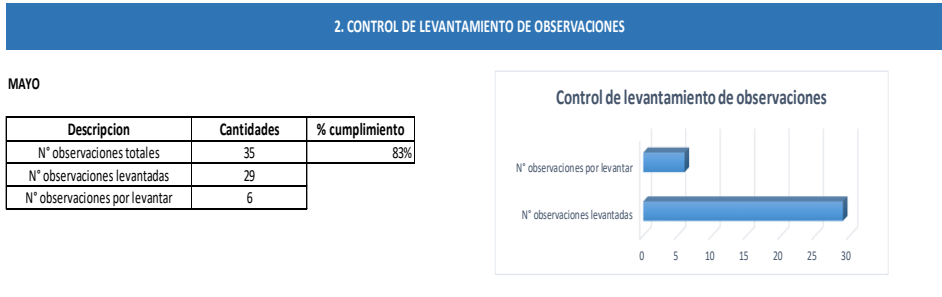 2. CONTROL DE LEVANTAMIENTO DE OBSERVACIONES
MAYO
Descripcion Cantidades % cumplimiento
N° observaciones totales 35 83%
N° observaciones levantadas 29
N° observaciones por levantar 6
Control de levantamiento de observaciones
N° observaciones por levantar
N° observaciones levantadas
0 5 10 15 20 25 30